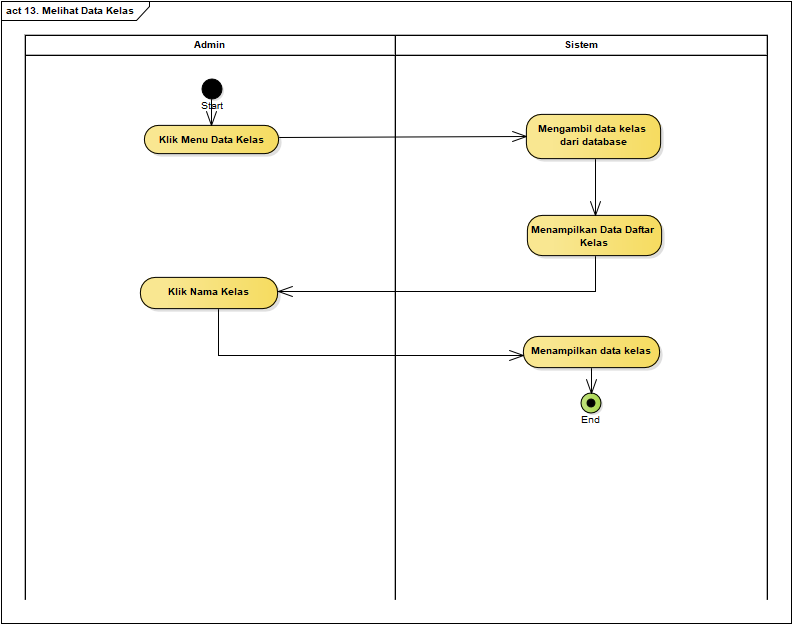 act 13. Melihat Data Kelas
Admin
Sistem
Start
Klik Menu Data Kelas
Mengambil data kelas
dari database
Menampilkan Data Daftar
Kelas
Klik Nama Kelas
Menampilkan data kelas
End